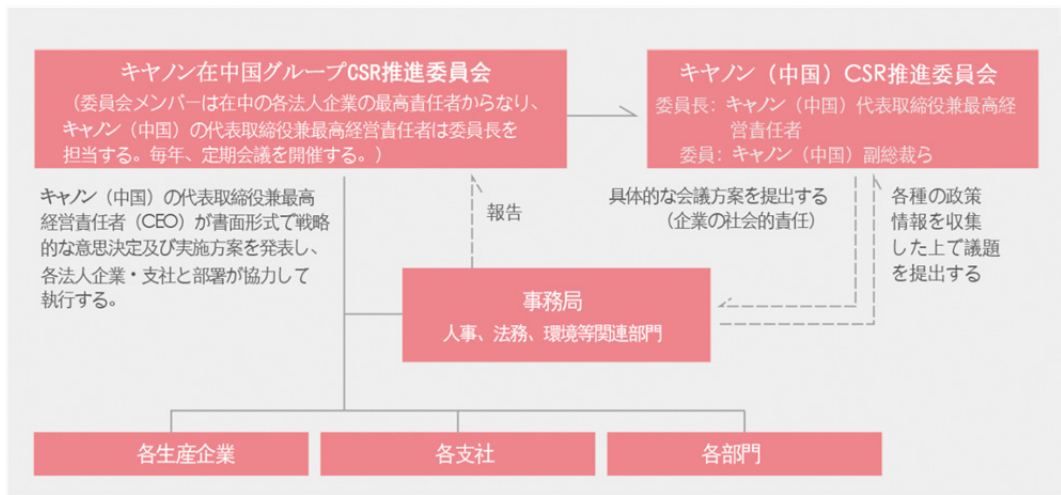 キヤノン在中国グループCSR推進委員会
（委員会メンバーは在中の各法人企業の最高責任者からなり、
キャノン（中国）の代表取締役兼最高経営責任者は委員長を
担当する。毎年、定期会議を開催する。）
キヤノン（中国）CSR推進委員会
委員長：キャノン（中国）代表取締役兼最高経
営責任者
委員：キャノン（中国）副総裁ら
キャノン（中国）の代表取締役兼最高
経営責任者（CEO）が書面形式で戦略
的な意思決定及び実施方案を発表し、
各法人企業・支社と部署が協力して
執行する。
報告
具体的な会議方案を提出する
（企業の社会的責任）
各種の政策
情報を収集
した上で議題
を提出する
事務局
人事、法務、環境等関連部門
各生産企業
各支社
各部門